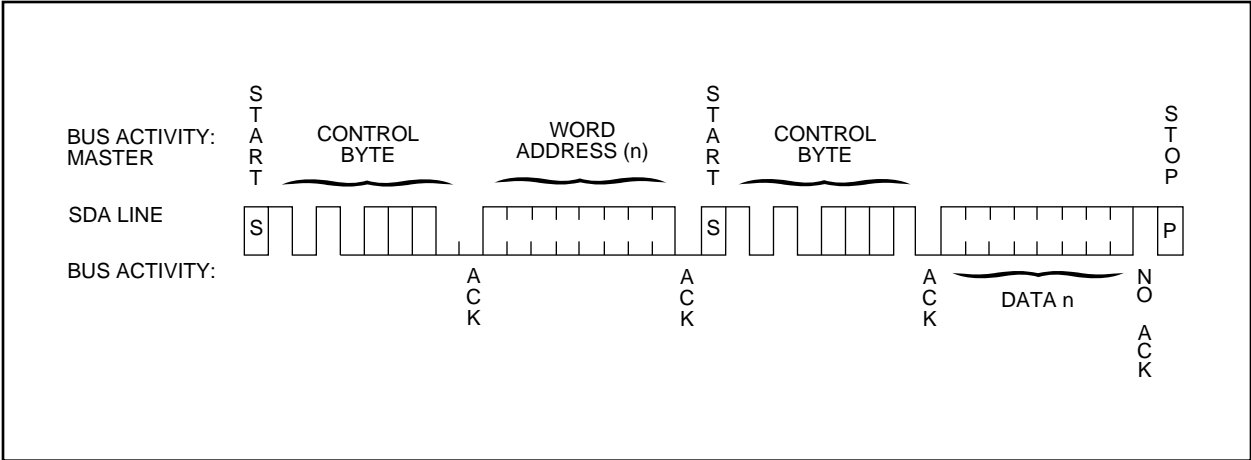 START
START
STOP
BUS ACTIVITY:
MASTER
CONTROL
BYTE
WORD
ADDRESS (n)
CONTROL
BYTE
SDA LINE
S
S
P
BUS ACTIVITY:
ACK
ACK
ACK
DATA n
NO ACK